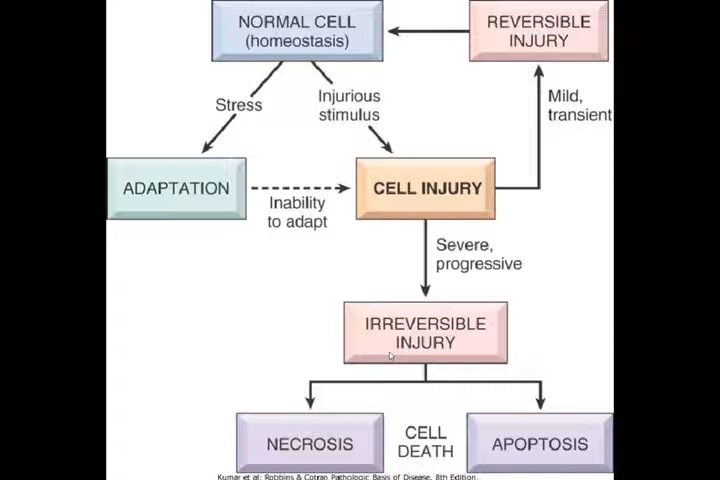 NORMAL CELL
(homeostasis)
REVERSIBLE
INJURY
Stress
Injurious
stimulus
Mild,
transient
ADAPTATION
Inability
to adapt
CELL INJURY
Severe,
progressive
IRREVERSIBLE
INJURY
NECROSIS
CELL
DEATH
APOPTOSIS
Kumar et al: Robbins & Cotran Pathologic Basis of Disease, 8th Edition.